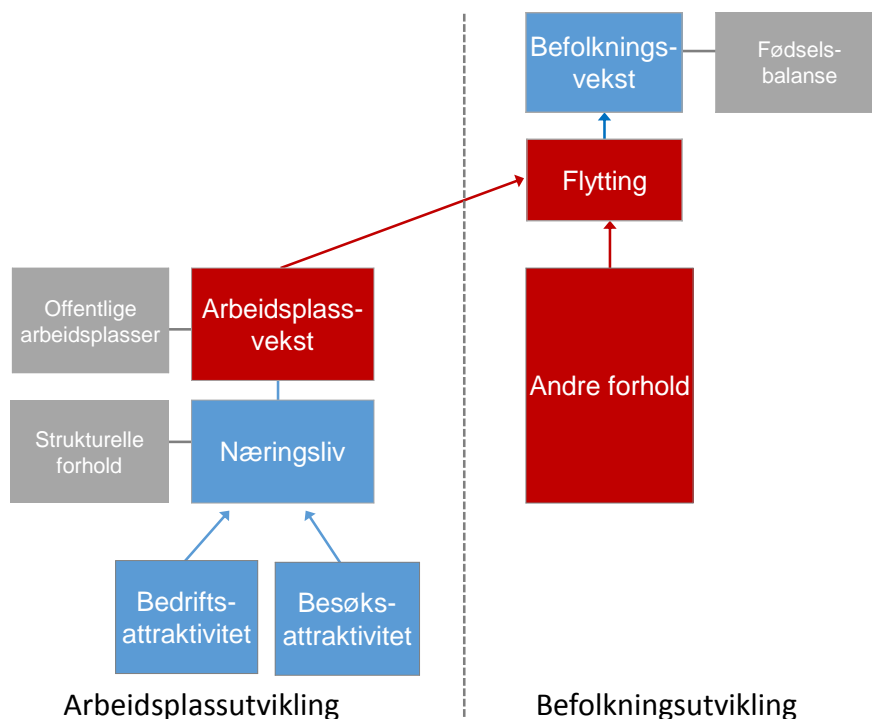 Befolknings-
vekst
Fødsels-
balanse
Flytting
Offentlige
arbeidsplasser
Arbeidsplass-
vekst
Andre forhold
Strukturelle
forhold
Næringsliv
Bedrifts-
attraktivitet
Besøks-
attraktivitet
Arbeidsplassutvikling
Befolkningsutvikling